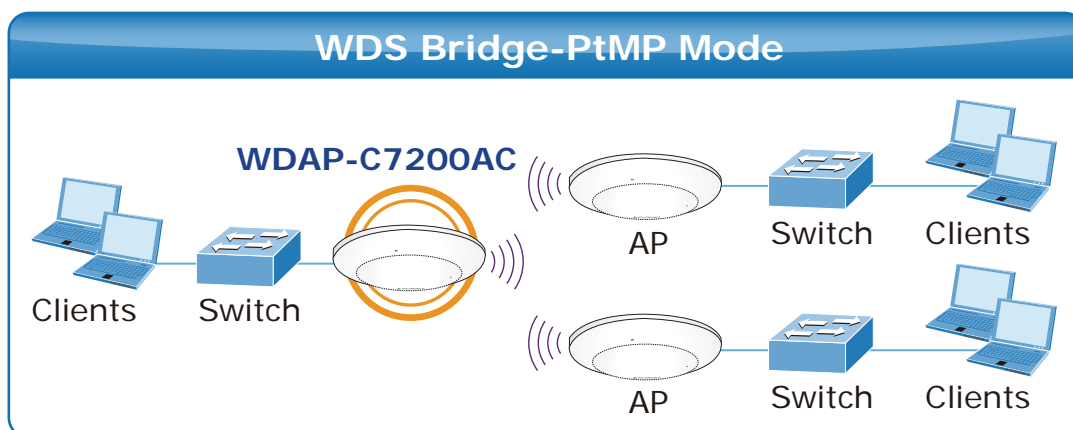 WDS Bridge-PtMP Mode
WDAP-C7200AC
Clients
Switch
AP
Switch
Clients
AP
Switch
Clients